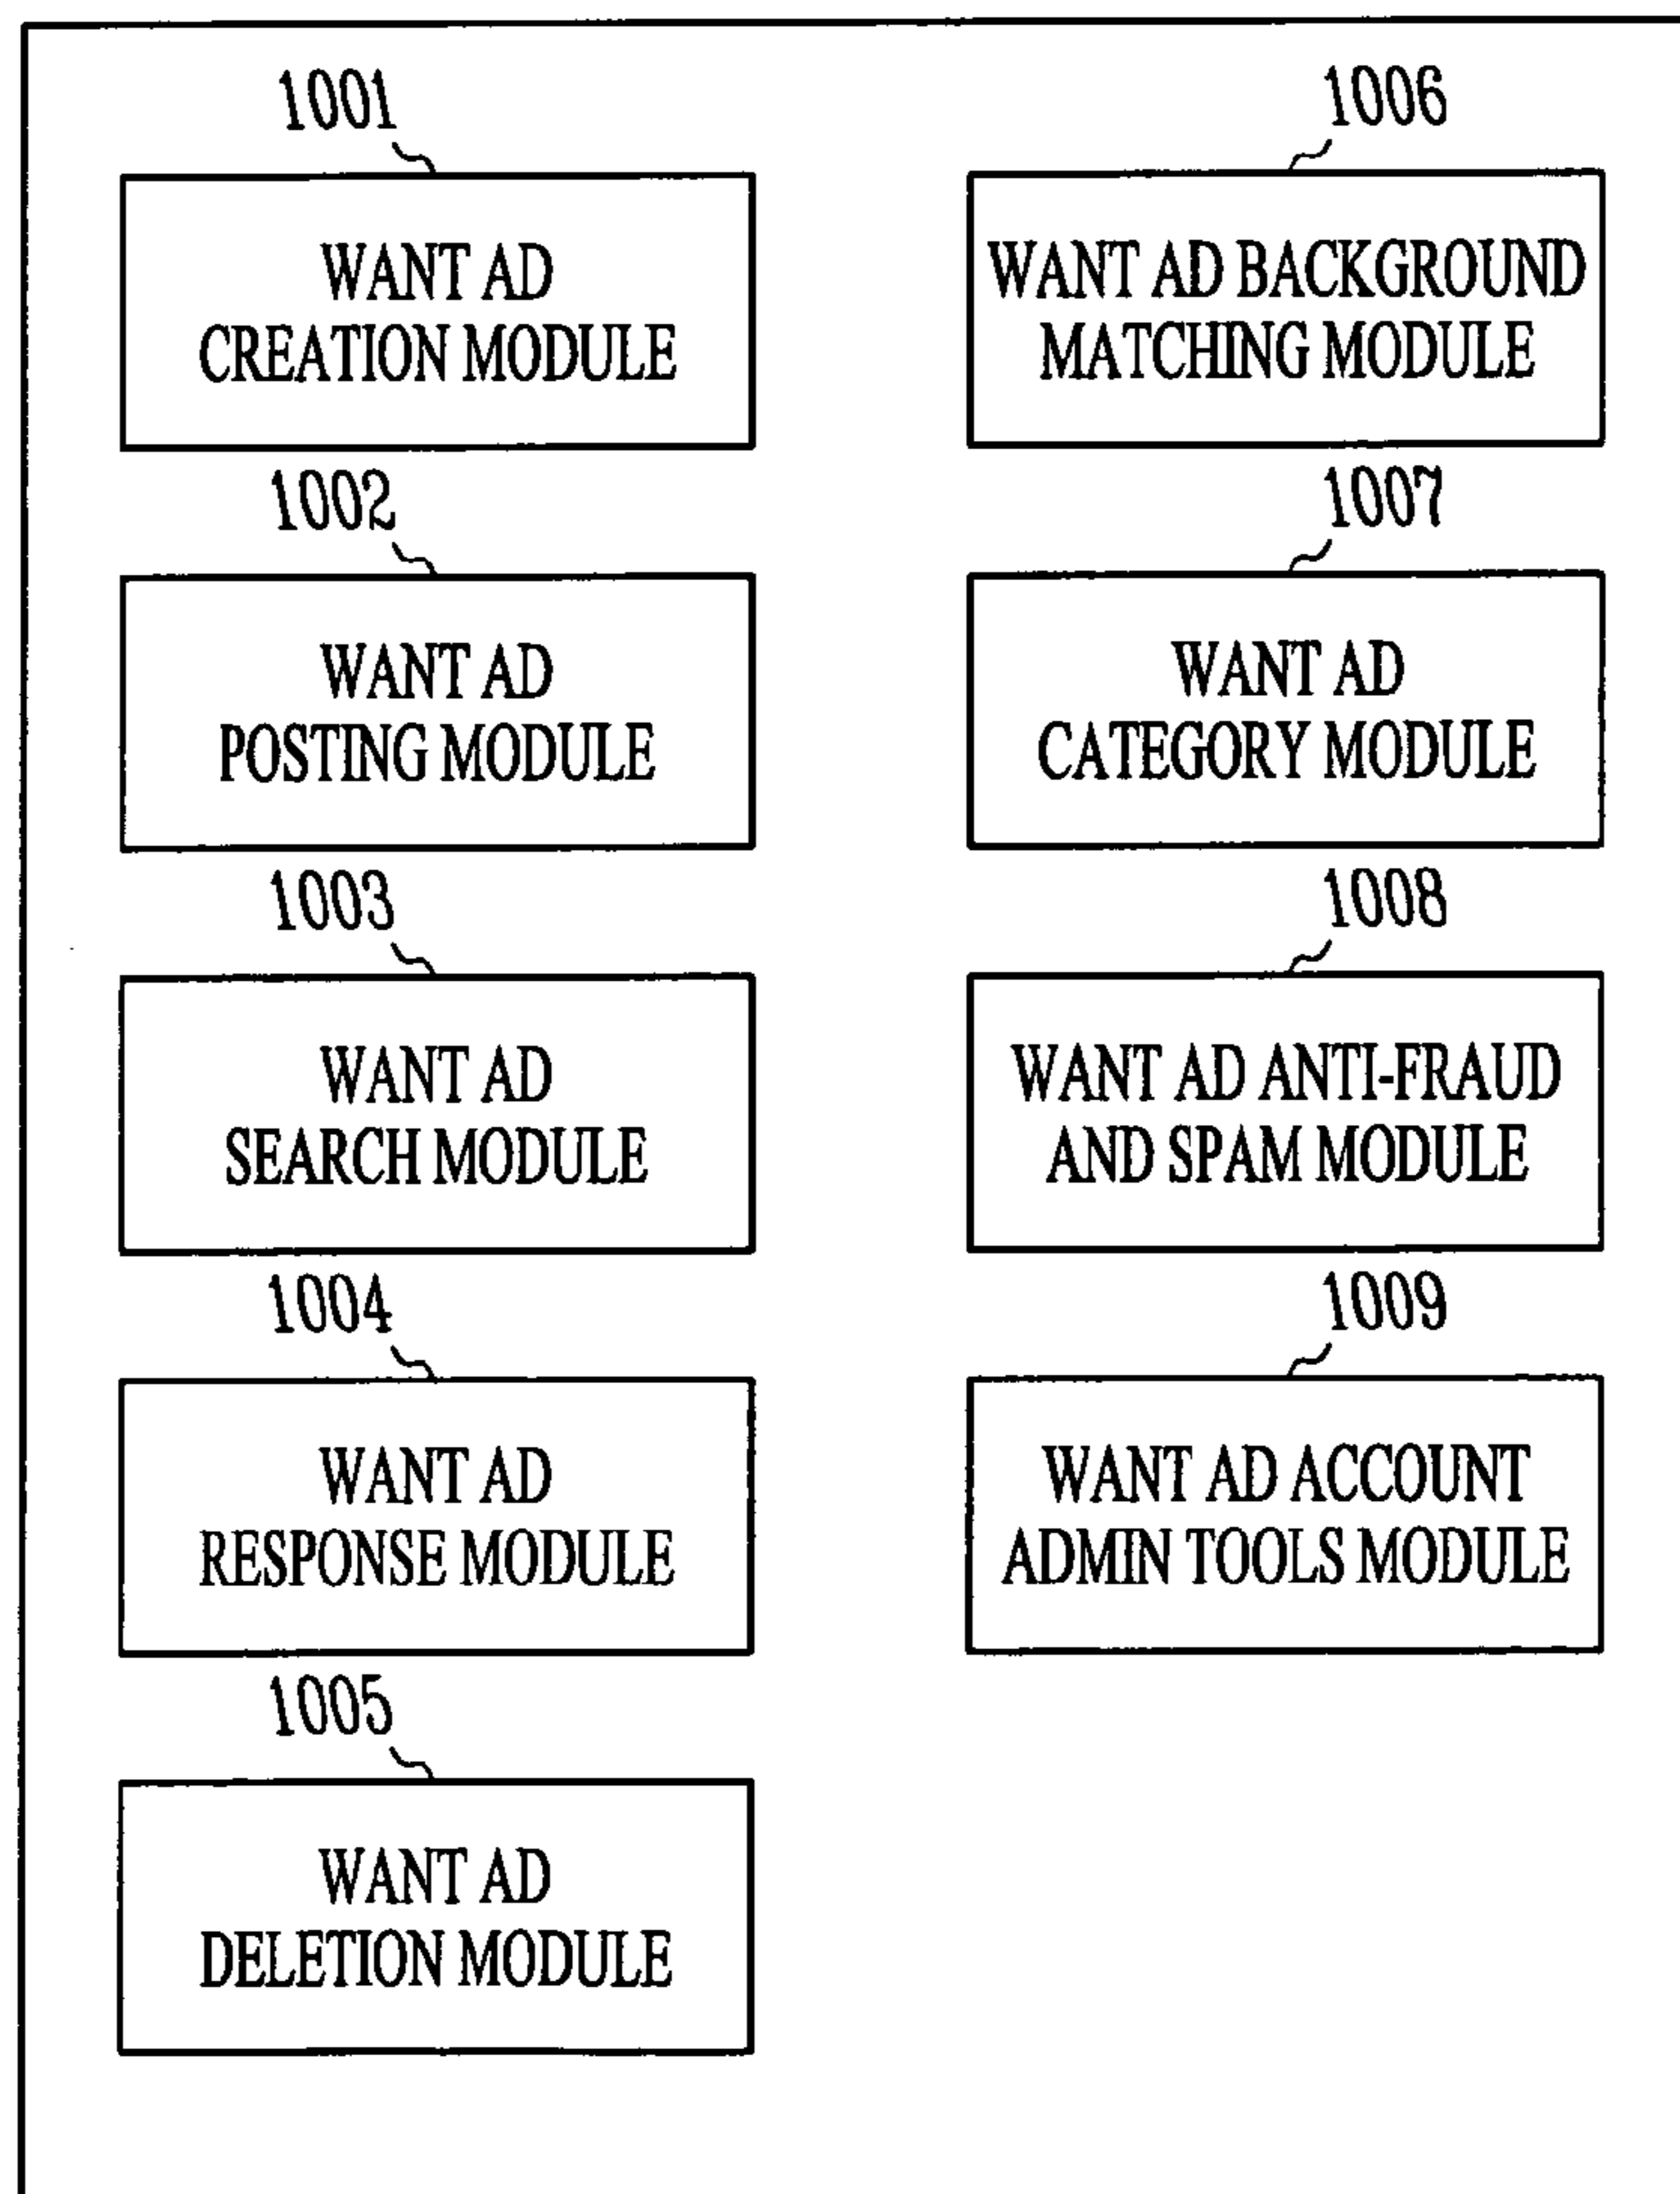 1001
WANT AD
CREATION MODULE
1002
WANT AD
POSTING MODULE
1003
WANT AD
SEARCH MODULE
1004
WANT AD
RESPONSE MODULE
1005
WANT AD
DELETION MODULE
1006
WANT AD BACKGROUND
MATCHING MODULE
1007
WANT AD
CATEGORY MODULE
1008
WANT AD ANTI-FRAUD
AND SPAM MODULE
1009
WANT AD ACCOUNT
ADMIN TOOLS MODULE